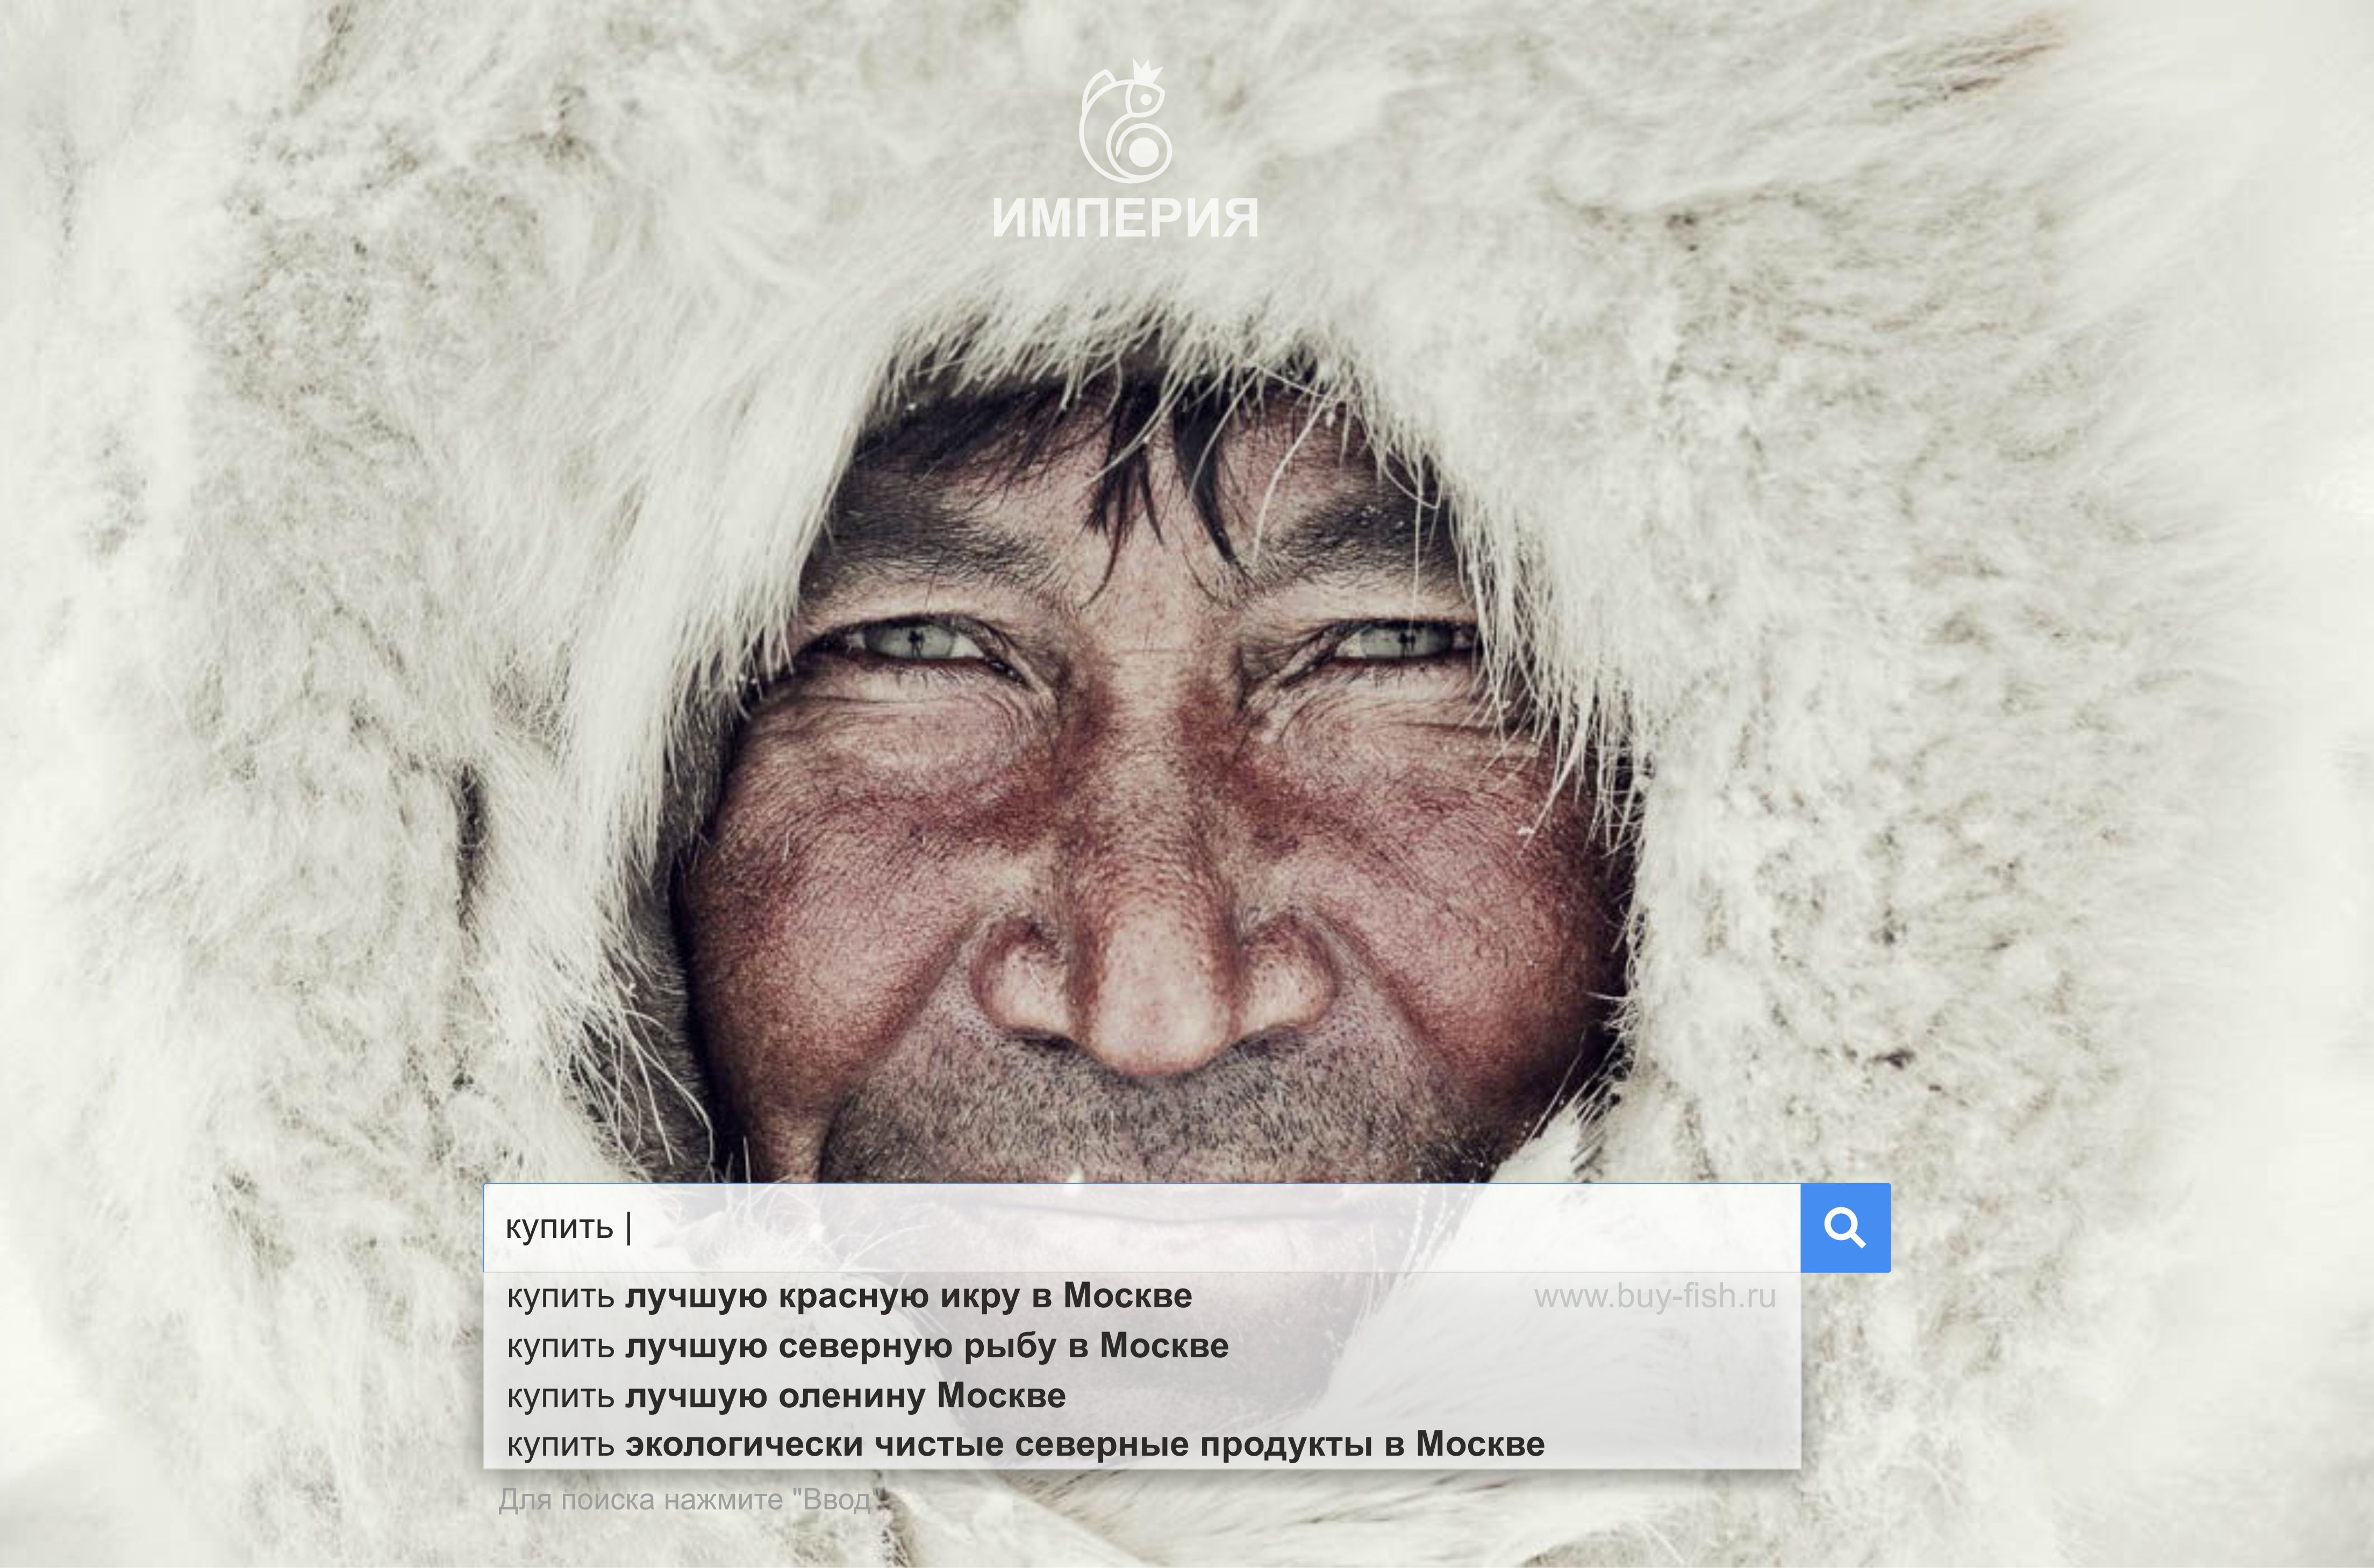 ИМПЕРИЯ
купить |
купить лучшую красную икру в Москве
www.buy-fish.ru
купить лучшую северную рыбу в Москве
купить лучшую оленину Москве
купить экологически чистые северные продукты в Москве
Для поиска нажмите "Ввод"